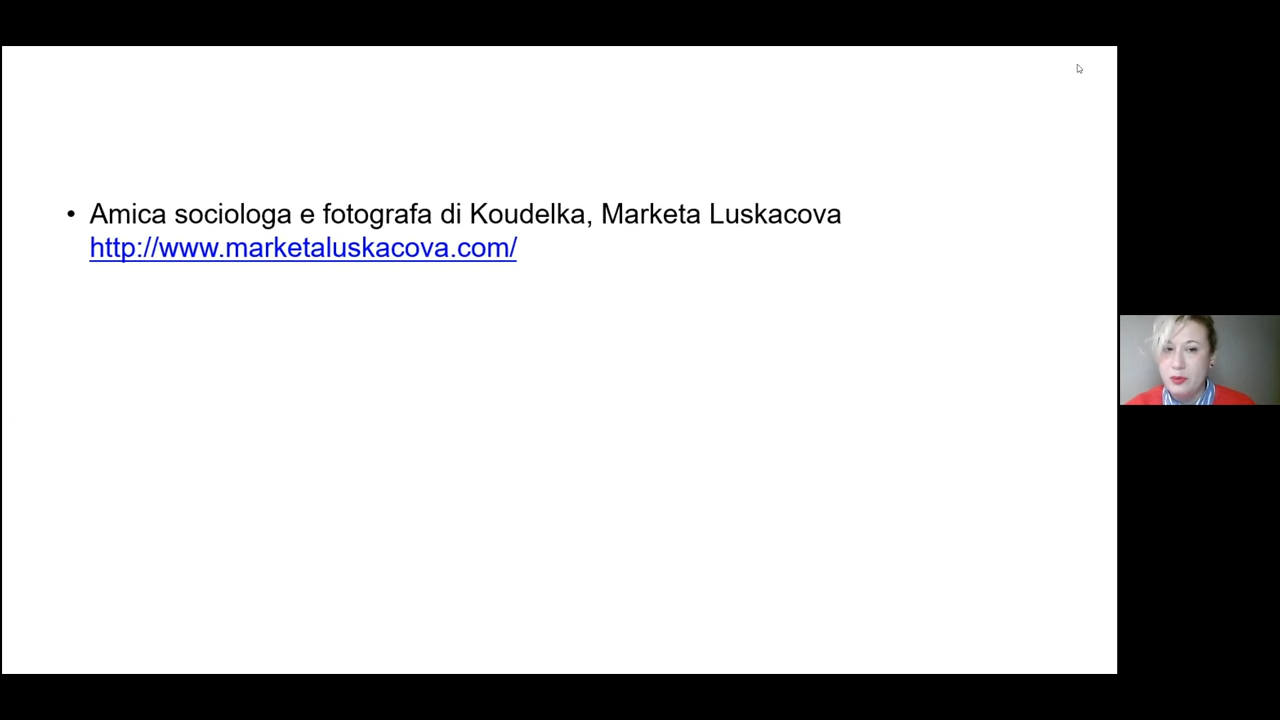 • Amica sociologa e fotografa di Koudelka, Marketa Luskacova
http://www.marketaluskacova.com/